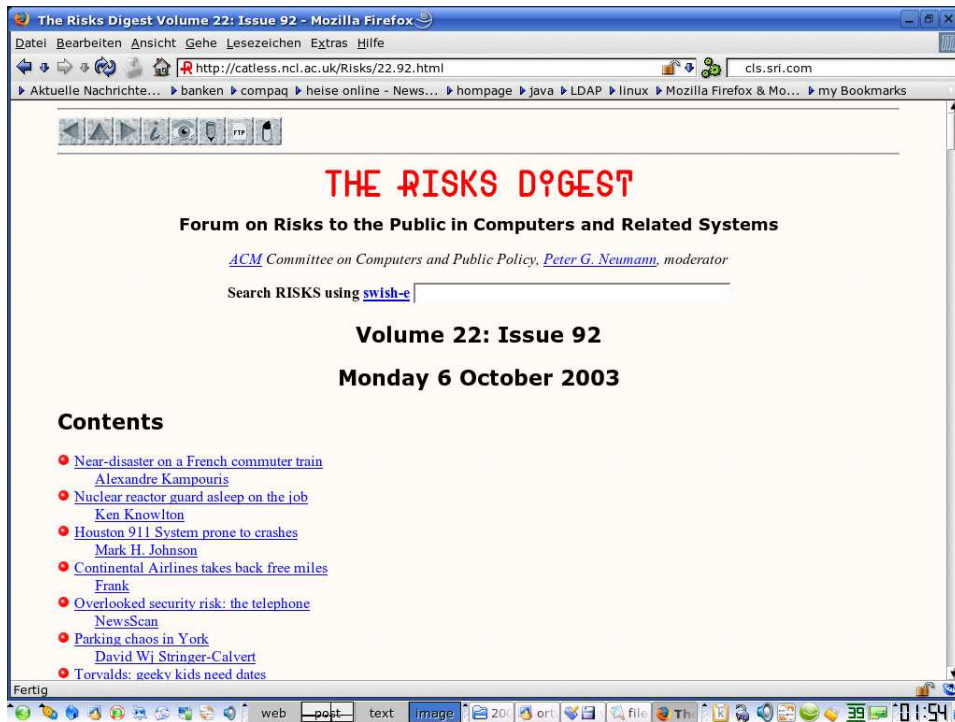 The Risks Digest Volume 22: Issue 92 - Mozilla Firefox
Datei Bearbeiten Ansicht Gehe Lesezeichen Extras Hilfe
http://catless.ncl.ac.uk/Risks/22.92.html cls.sri.com
Aktuelle Nachrichte... banken compaq heise online - News... hompage java LDAP linux Mozilla Firefox & Mo... my Bookmarks
i FTP
THE RISKS DIGEST
Forum on Risks to the Public in Computers and Related Systems
ACM Committee on Computers and Public Policy, Peter G. Neumann, moderator
Search RISKS using swish-e
Volume 22: Issue 92
Monday 6 October 2003
Contents
Near-disaster on a French commuter train
Alexandre Kampouris
Nuclear reactor guard asleep on the job
Ken Knowlton
Houston 911 System prone to crashes
Mark H. Johnson
Continental Airlines takes back free miles
Frank
Overlooked security risk: the telephone
NewsScan
Parking chaos in York
David Wj Stringer-Calvert
Torvalds: geeky kids need dates
Fertig
web post text image 20 ort file Th 39 01:54